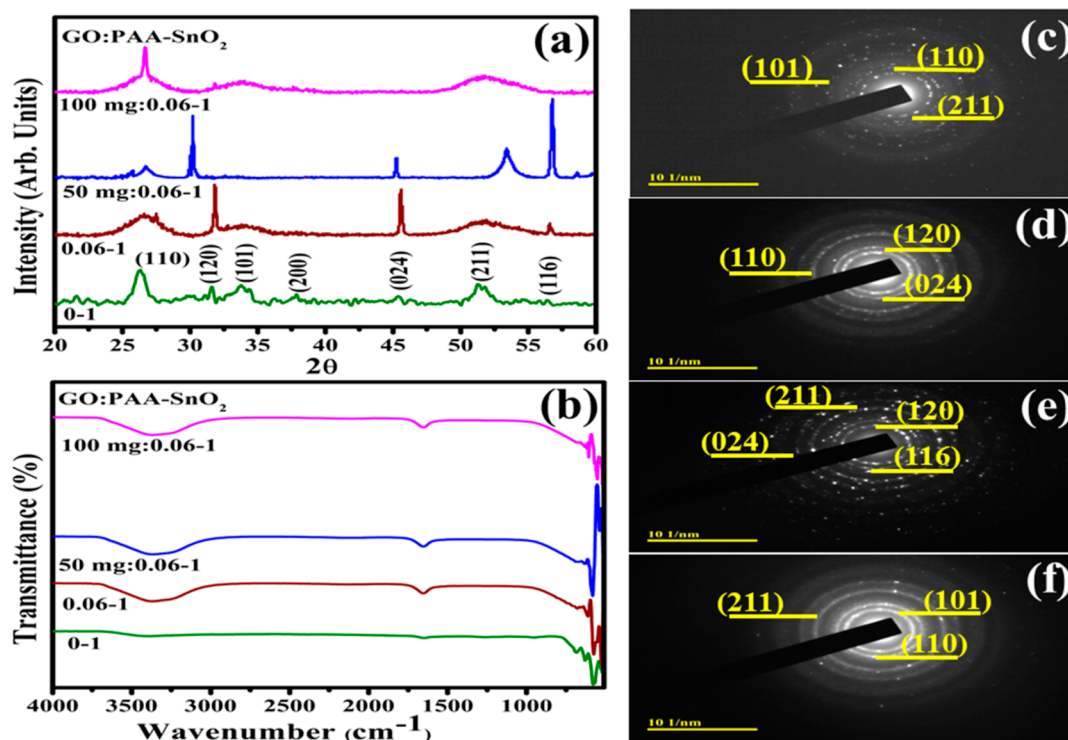 (a)
GO:PAA-SnO₂
100 mg:0.06-1
50 mg:0.06-1
0.06-1
0-1
(110)
(120)
(101)
(200)
(024)
(211)
(116)
Intensity (Arb. Units)
20 25 30 35 40 45 50 55 60
2θ
(b)
GO:PAA-SnO₂
100 mg:0.06-1
50 mg:0.06-1
0.06-1
0-1
Transmittance (%)
4000 3500 3000 2500 2000 1500 1000
Wavenumber (cm⁻¹)
(c)
(101)
(110)
(211)
10 1/nm
(d)
(120)
(110)
(024)
10 1/nm
(e)
(211)
(120)
(024)
(116)
10 1/nm
(f)
(211)
(101)
(110)
10 1/nm